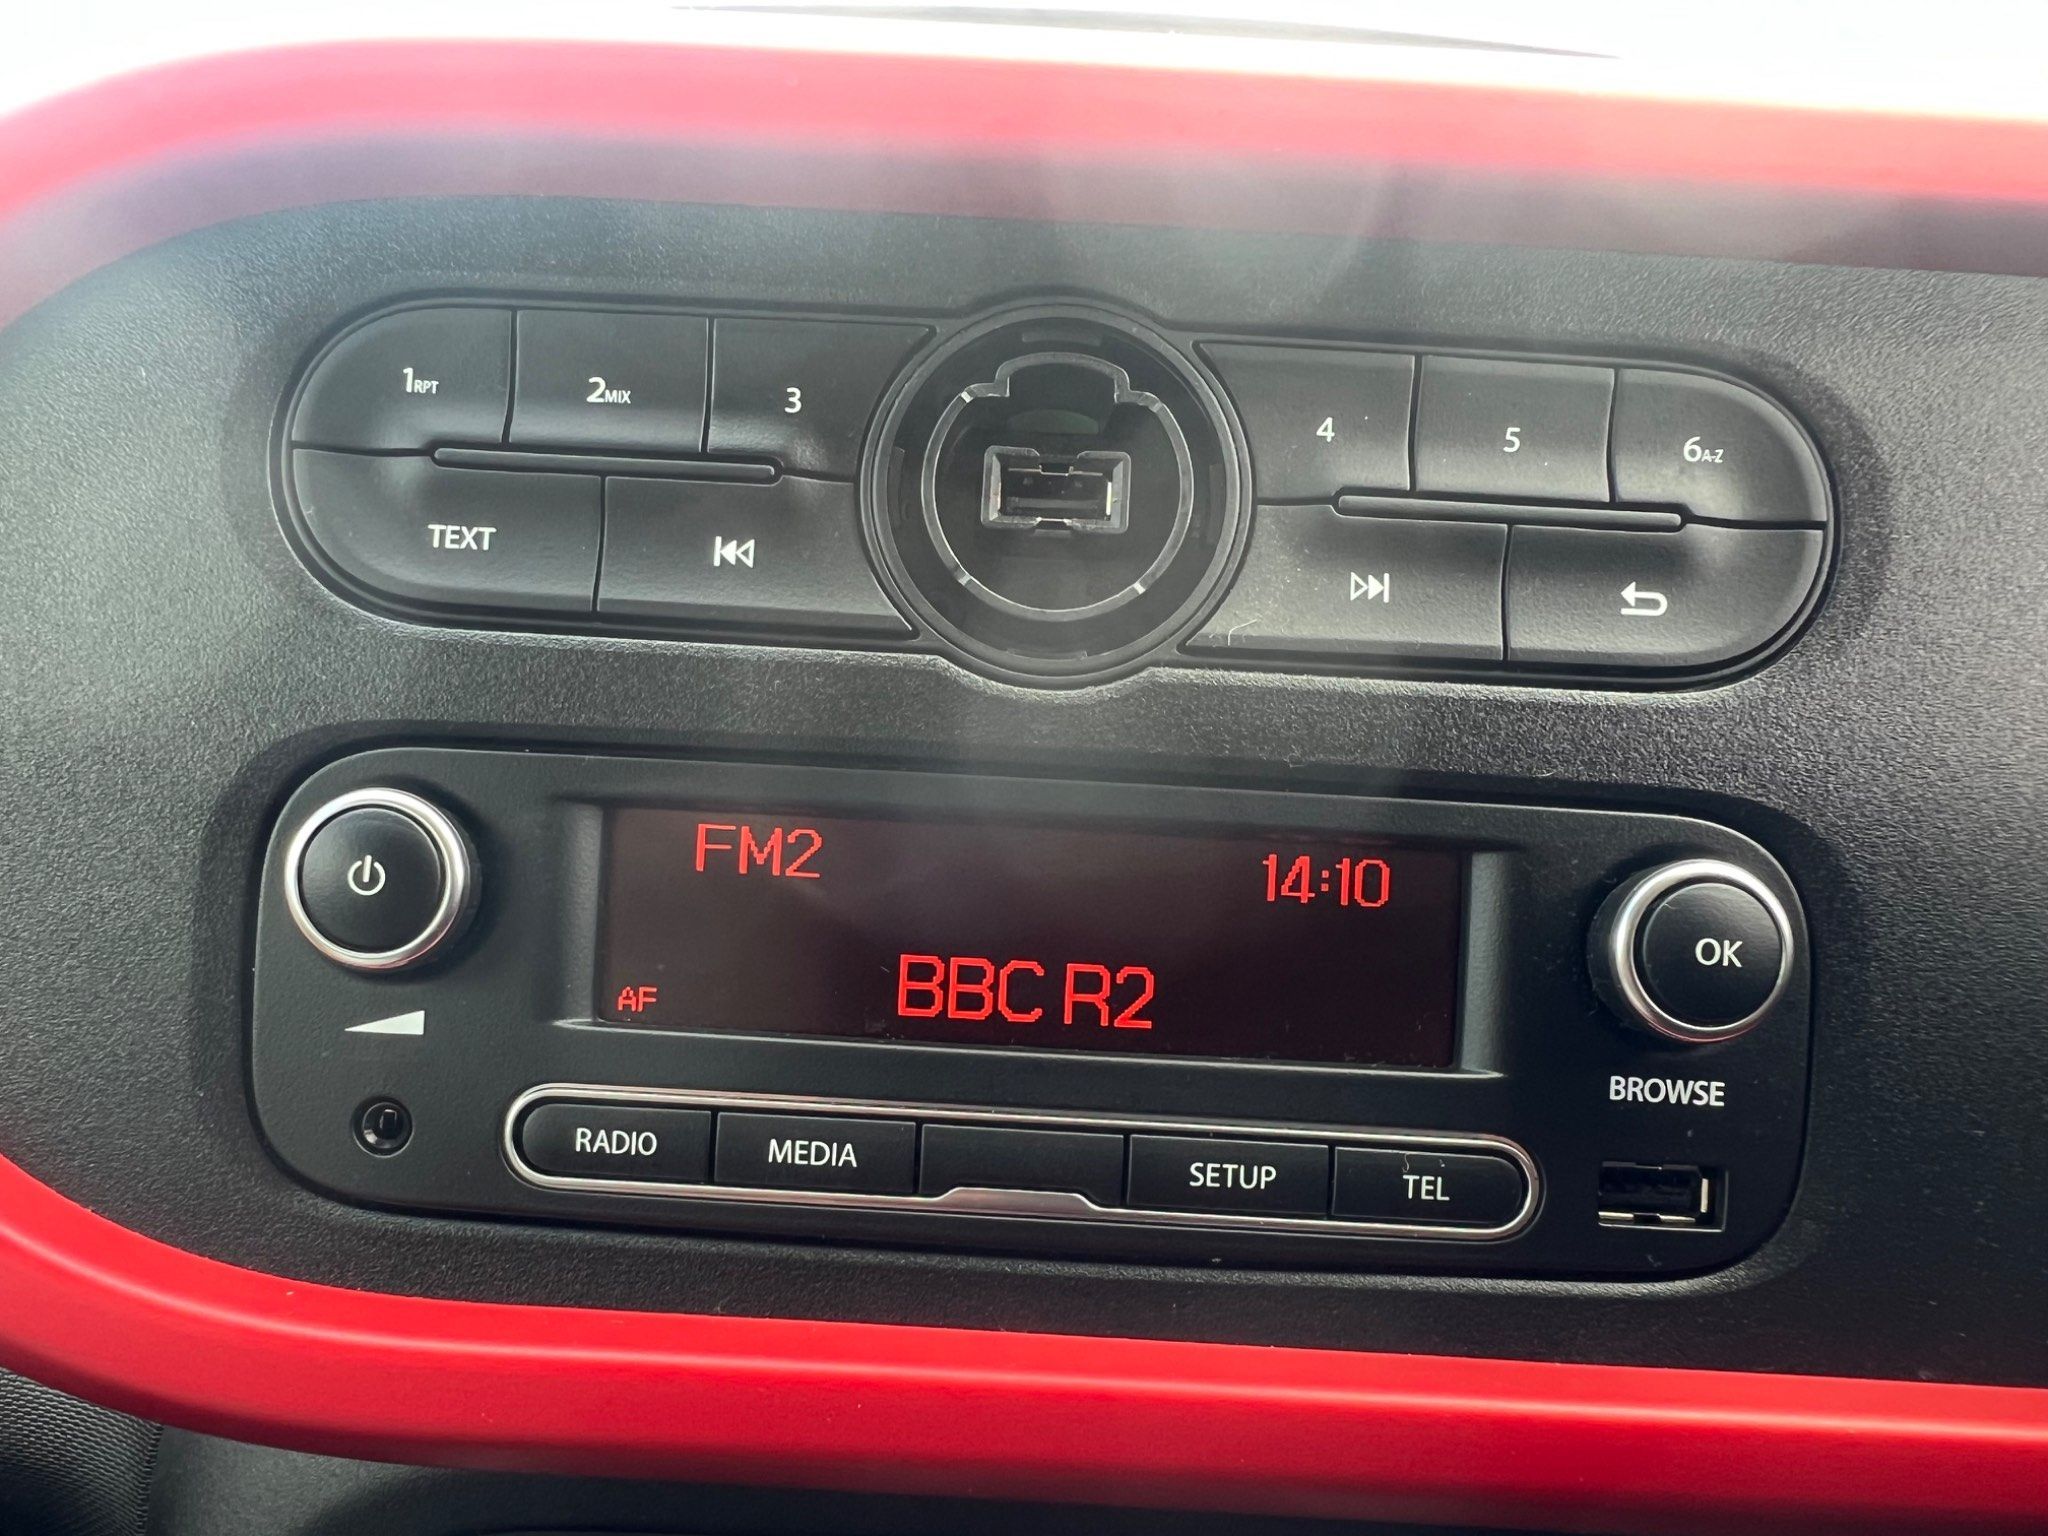 1RPT 2MIX 3 4 5 6A-Z
TEXT
FM2 14:10
AF BBC R2
OK
BROWSE
RADIO MEDIA SETUP TEL